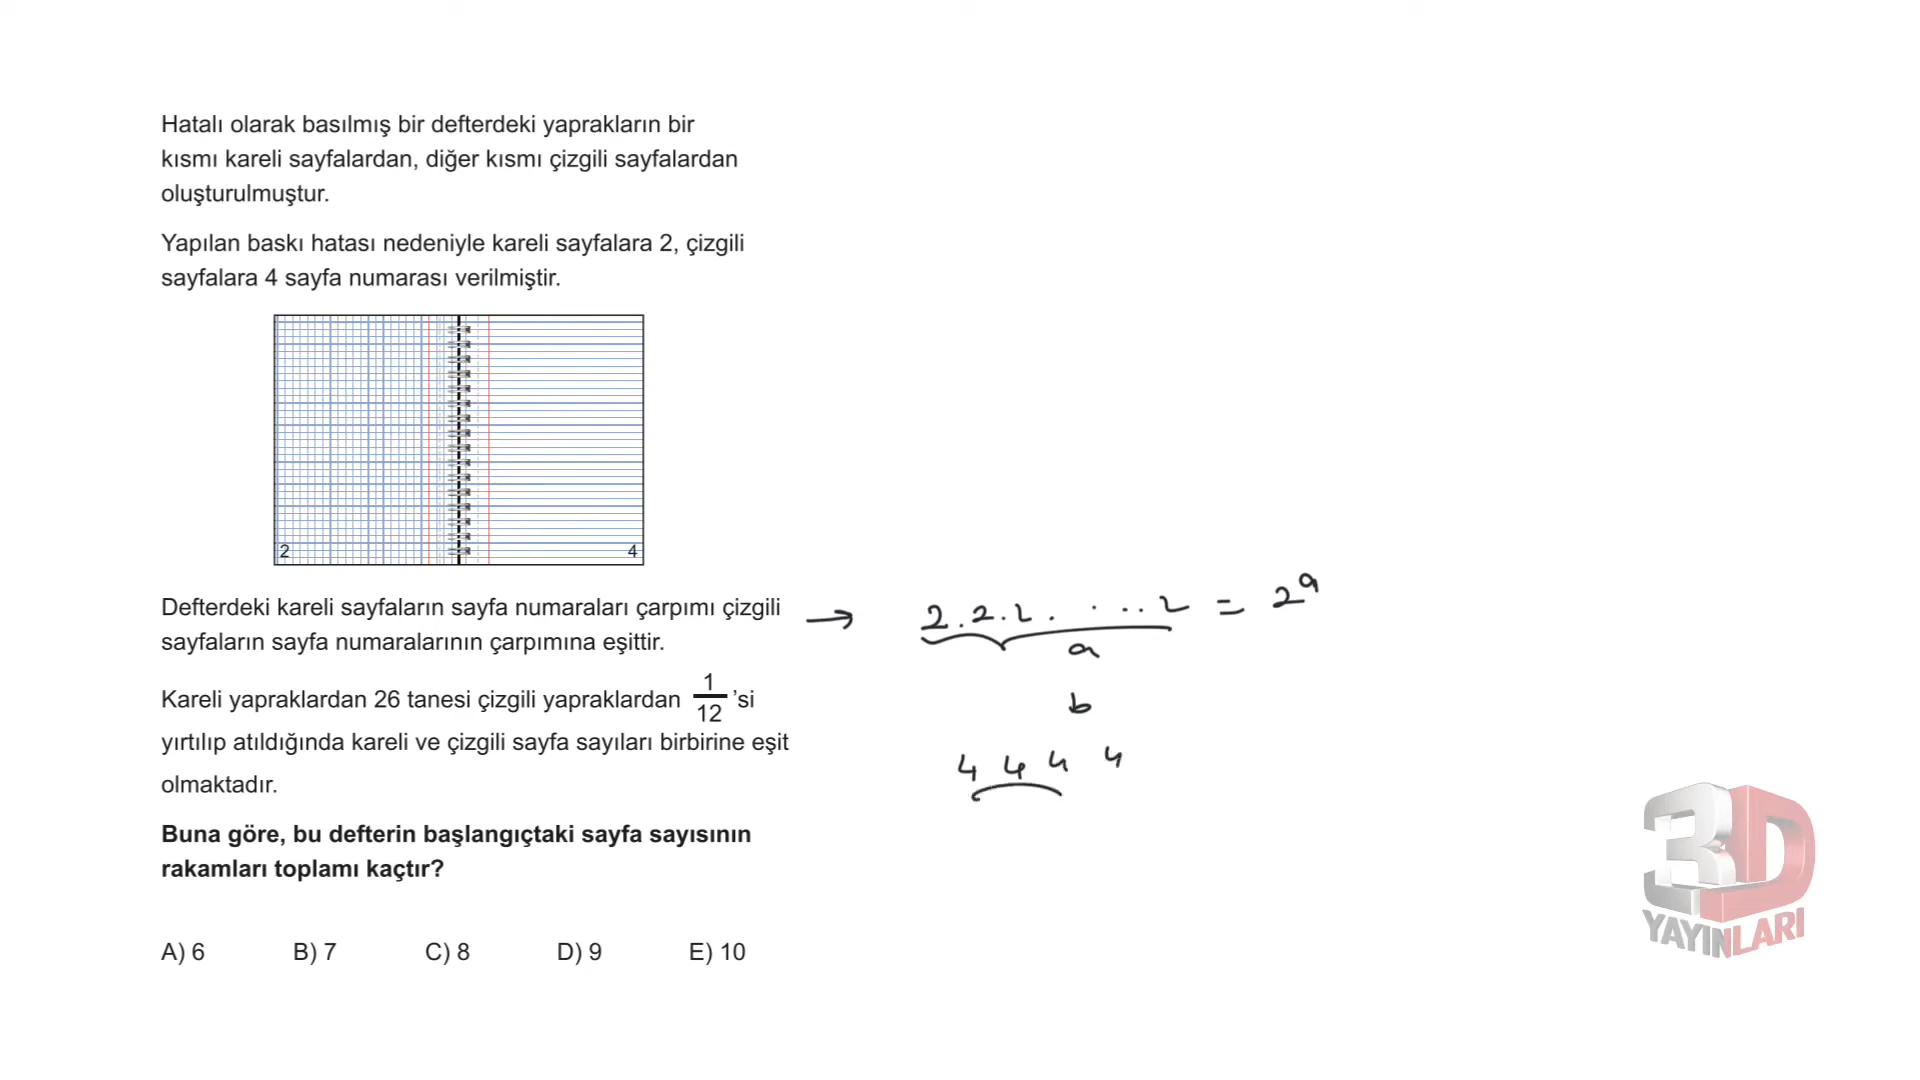 Hatalı olarak basılmış bir defterdeki yaprakların bir
kısmı kareli sayfalardan, diğer kısmı çizgili sayfalardan
oluşturulmuştur.
Yapılan baskı hatası nedeniyle kareli sayfalara 2, çizgili
sayfalara 4 sayfa numarası verilmiştir.
2 4
Defterdeki kareli sayfaların sayfa numaraları çarpımı çizgili
sayfaların sayfa numaralarının çarpımına eşittir.
→ 2.2.2. ...2 = 2^a
a
b
4 4 4 4
Kareli yapraklardan 26 tanesi çizgili yapraklardan 1/12 'si
yırtılıp atıldığında kareli ve çizgili sayfa sayıları birbirine eşit
olmaktadır.
Buna göre, bu defterin başlangıçtaki sayfa sayısının
rakamları toplamı kaçtır?
A) 6 B) 7 C) 8 D) 9 E) 10
3D
YAYINLARI